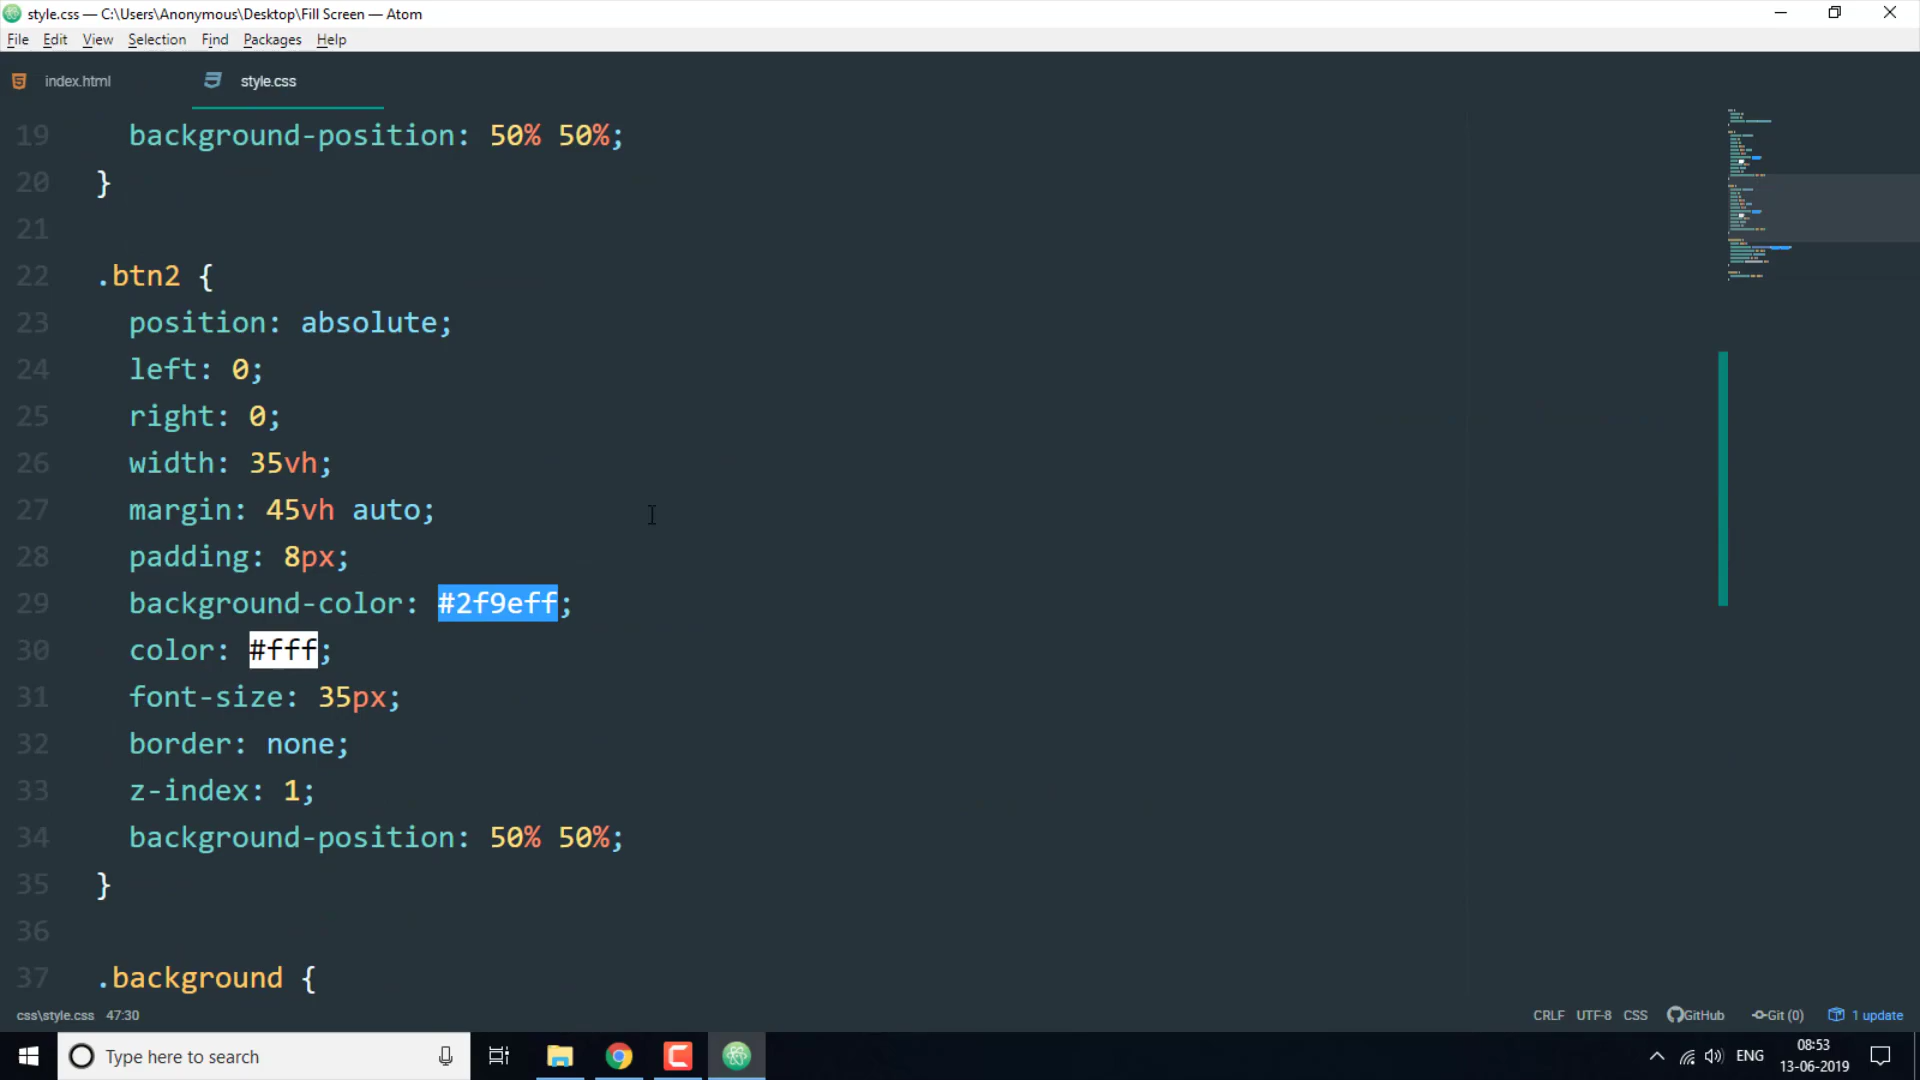 style.css — C:\Users\Anonymous\Desktop\Fill Screen — Atom
File Edit View Selection Find Packages Help
index.html style.css
19 background-position: 50% 50%;
20 }
21
22 .btn2 {
23 position: absolute;
24 left: 0;
25 right: 0;
26 width: 35vh;
27 margin: 45vh auto;
28 padding: 8px;
29 background-color: #2f9eff;
30 color: #fff;
31 font-size: 35px;
32 border: none;
33 z-index: 1;
34 background-position: 50% 50%;
35 }
36
37 .background {
css\style.css 47:30 CRLF UTF-8 CSS GitHub Git (0) 1 update
Type here to search ENG 08:53
13-06-2019